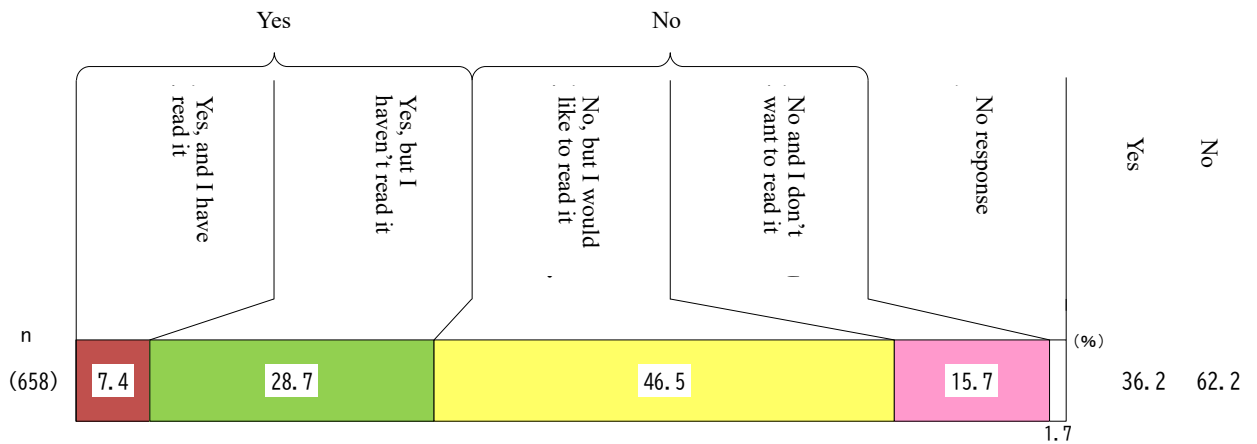 Yes
No
Yes, and I have
read it
Yes, but I
haven't read it
No, but I would
like to read it
No and I don't
want to read it
No response
Yes
No
n
(%)
(658)
7.4
28.7
46.5
15.7
36.2
62.2
1.7